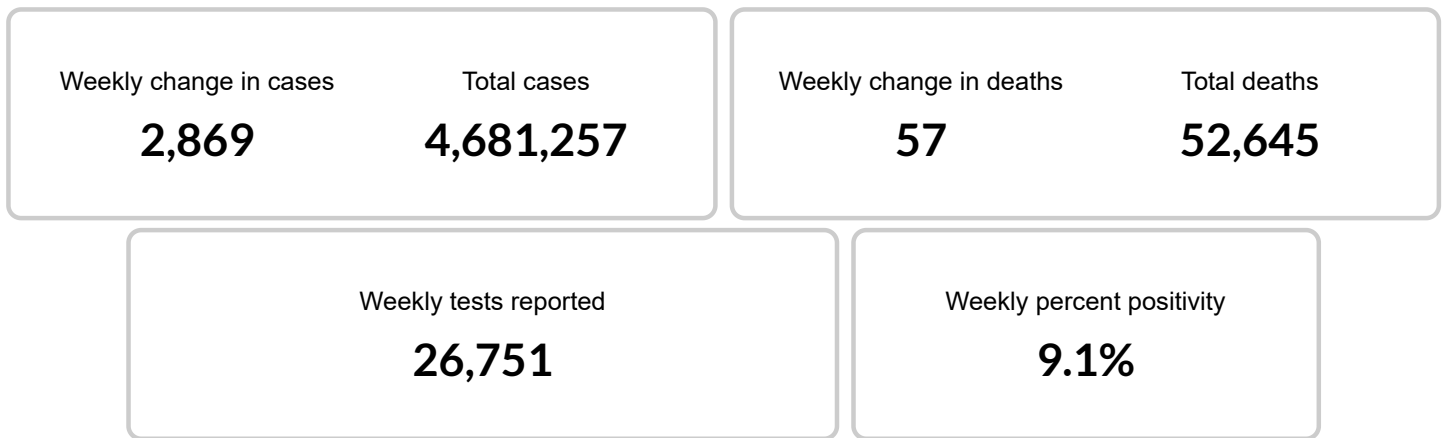 Weekly change in cases Total cases Weekly change in deaths Total deaths
2,869 4,681,257 57 52,645
Weekly tests reported Weekly percent positivity
26,751 9.1%